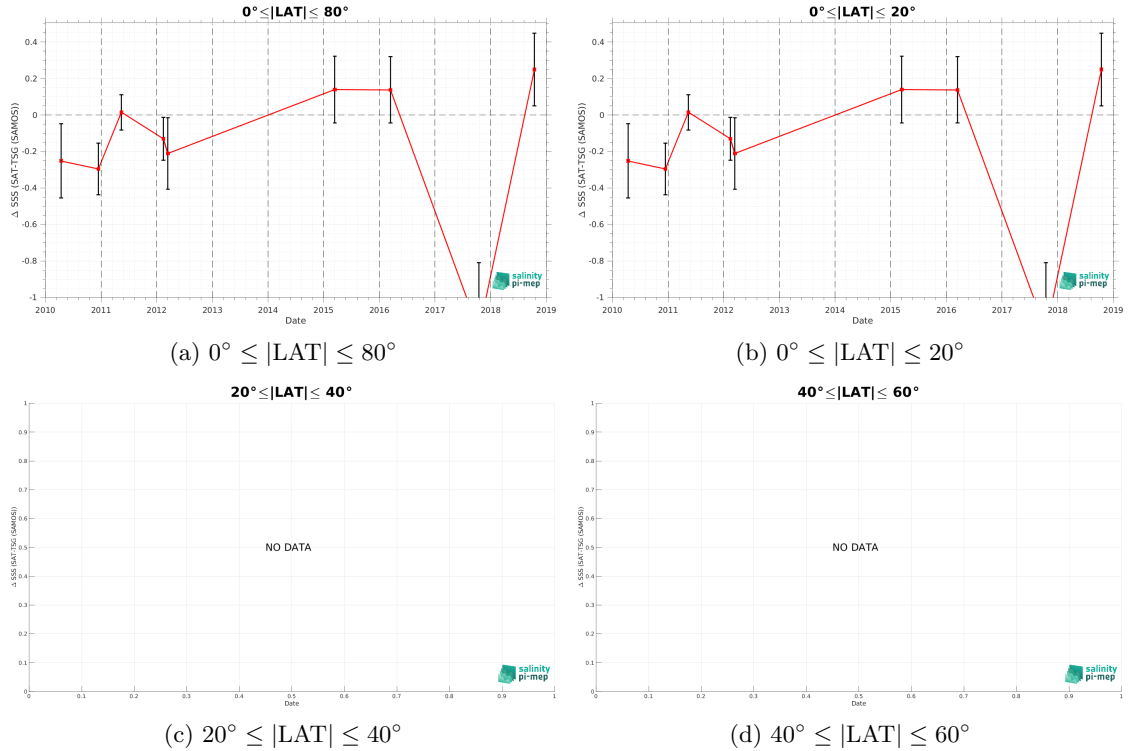 0°≤|LAT|≤ 80°
Δ SSS (SAT-TSG (SAMOS))
0.4
0.2
0
-0.2
-0.4
-0.6
-0.8
-1
2010 2011 2012 2013 2014 2015 2016 2017 2018 2019
Date
salinity
pi-mep
(a) 0° ≤ |LAT| ≤ 80°
0°≤|LAT|≤ 20°
Δ SSS (SAT-TSG (SAMOS))
0.4
0.2
0
-0.2
-0.4
-0.6
-0.8
-1
2010 2011 2012 2013 2014 2015 2016 2017 2018 2019
Date
salinity
pi-mep
(b) 0° ≤ |LAT| ≤ 20°
20°≤|LAT|≤ 40°
Δ SSS (SAT-TSG (SAMOS))
1
0.9
0.8
0.7
0.6
0.5
0.4
0.3
0.2
0.1
0
NO DATA
0 0.1 0.2 0.3 0.4 0.5 0.6 0.7 0.8 0.9 1
Date
salinity
pi-mep
(c) 20° ≤ |LAT| ≤ 40°
40°≤|LAT|≤ 60°
Δ SSS (SAT-TSG (SAMOS))
1
0.9
0.8
0.7
0.6
0.5
0.4
0.3
0.2
0.1
0
NO DATA
0 0.1 0.2 0.3 0.4 0.5 0.6 0.7 0.8 0.9 1
Date
salinity
pi-mep
(d) 40° ≤ |LAT| ≤ 60°